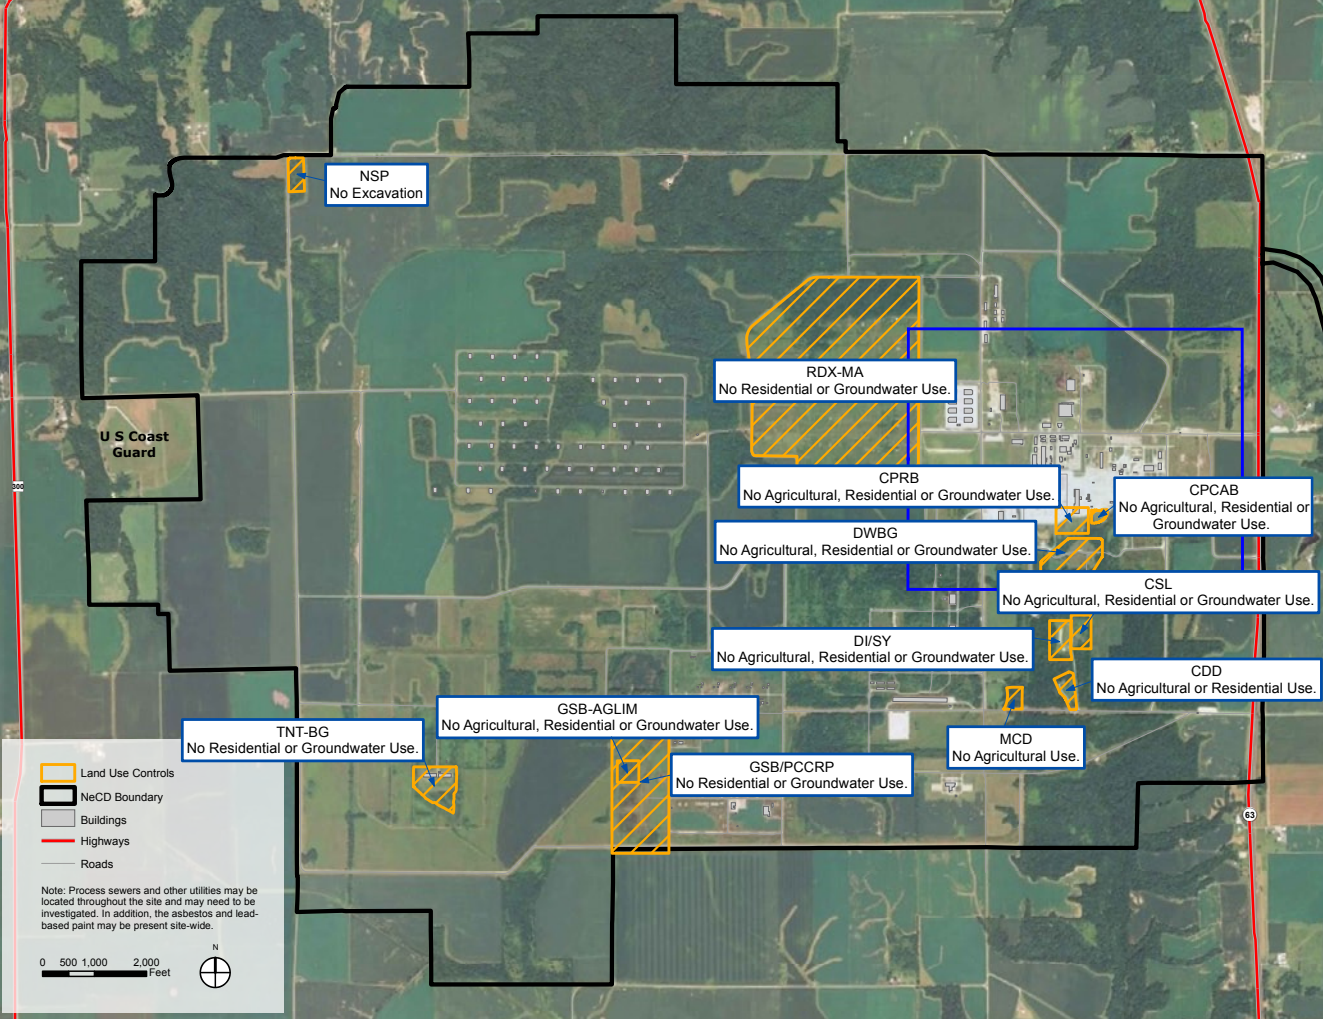 NSP
No Excavation
RDX-MA
No Residential or Groundwater Use.
U S Coast
Guard
300
CPRB
No Agricultural, Residential or Groundwater Use.
CPCAB
No Agricultural, Residential or
Groundwater Use.
DWBG
No Agricultural, Residential or Groundwater Use.
CSL
No Agricultural, Residential or Groundwater Use.
DI/SY
No Agricultural, Residential or Groundwater Use.
CDD
No Agricultural or Residential Use.
GSB-AGLIM
No Agricultural, Residential or Groundwater Use.
TNT-BG
No Residential or Groundwater Use.
MCD
No Agricultural Use.
GSB/PCCRP
No Residential or Groundwater Use.
63
Land Use Controls
NeCD Boundary
Buildings
Highways
Roads
Note: Process sewers and other utilities may be
located throughout the site and may need to be
investigated. In addition, the asbestos and lead-
based paint may be present site-wide.
N
0 500 1,000 2,000
Feet